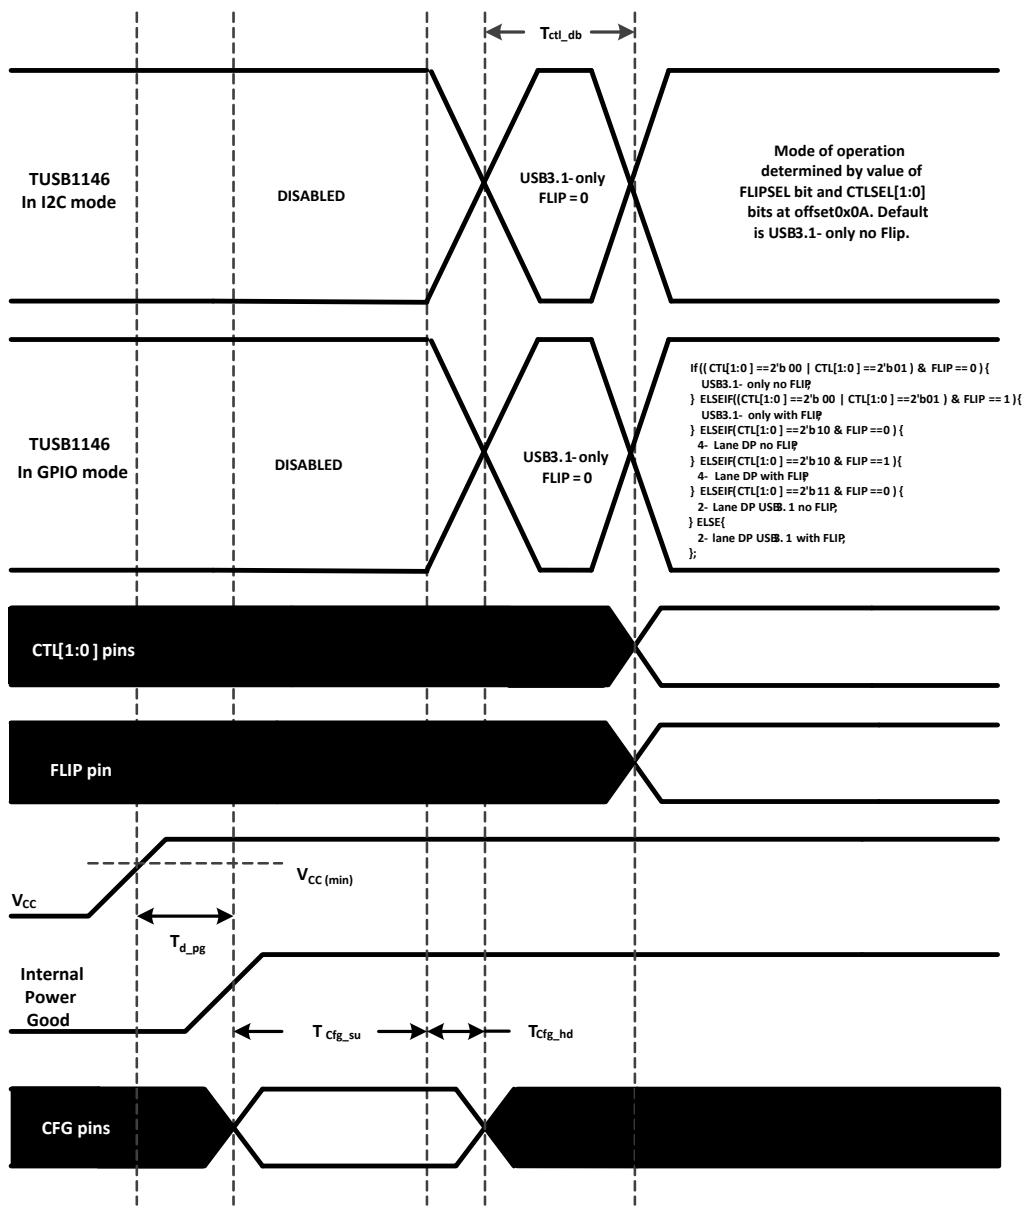 Tctl_db
TUSB1146
In I2C mode
DISABLED
USB3.1- only
FLIP = 0
Mode of operation
determined by value of
FLIPSEL bit and CTLSEL[1:0]
bits at offset0x0A. Default
is USB3.1- only no Flip.
TUSB1146
In GPIO mode
DISABLED
USB3.1- only
FLIP = 0
If (( CTL[1:0 ] ==2'b 00 | CTL[1:0 ] ==2'b01 ) & FLIP == 0 ) {
USB3.1- only no FLIP;
} ELSEIF((CTL[1:0 ] ==2'b 00 | CTL[1:0 ] ==2'b01 ) & FLIP == 1 ) {
USB3.1- only with FLIP;
} ELSEIF(CTL[1:0 ] ==2'b 10 & FLIP ==0 ) {
4- Lane DP no FLIP;
} ELSEIF(CTL[1:0 ] ==2'b 10 & FLIP ==1 ) {
4- Lane DP with FLIP;
} ELSEIF(CTL[1:0 ] ==2'b 11 & FLIP ==0 ) {
2- Lane DP USB3. 1 no FLIP;
} ELSE{
2- lane DP USB3. 1 with FLIP;
};
CTL[1:0 ] pins
FLIP pin
VCC (min)
VCC
Td_pg
Internal
Power
Good
T Cfg_su
TCfg_hd
CFG pins